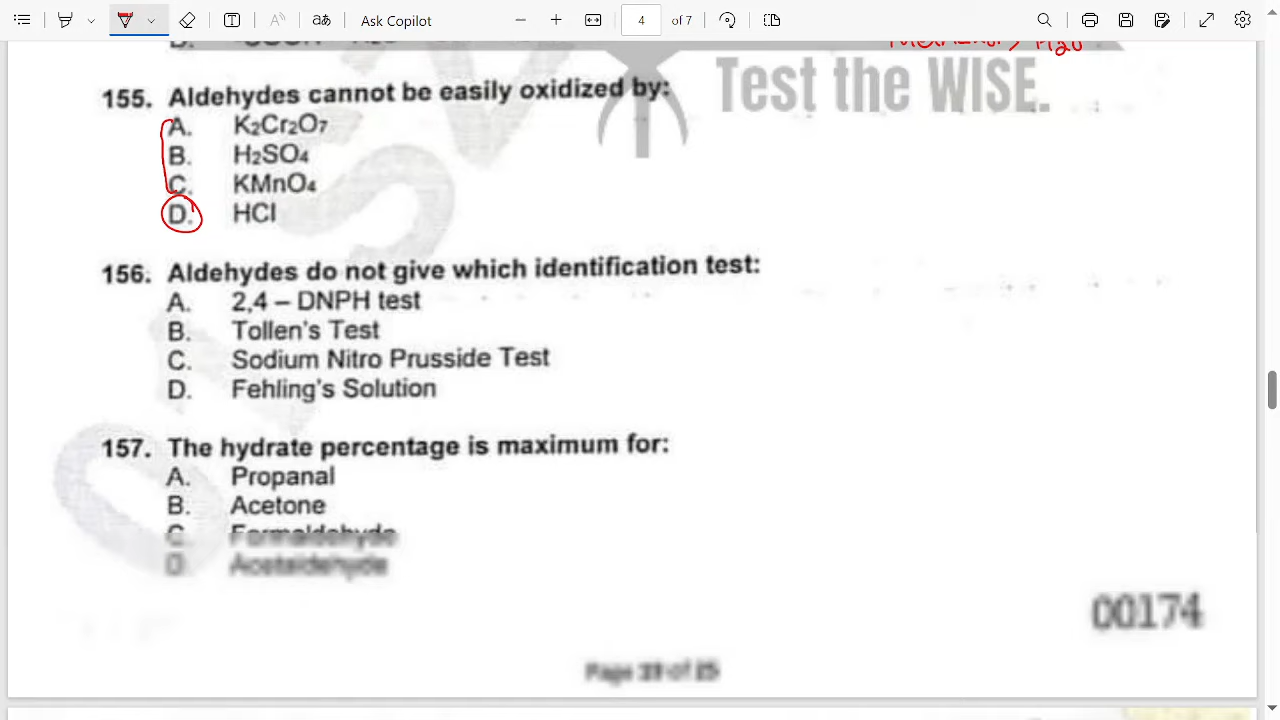 Ask Copilot
4 of 7
Test the WISE.
155. Aldehydes cannot be easily oxidized by:
A. K2Cr2O7
B. H2SO4
C. KMnO4
D. HCl
156. Aldehydes do not give which identification test:
A. 2,4 – DNPH test
B. Tollen's Test
C. Sodium Nitro Prusside Test
D. Fehling's Solution
157. The hydrate percentage is maximum for:
A. Propanal
B. Acetone
C. Formaldehyde
D. Acetaldehyde
00174